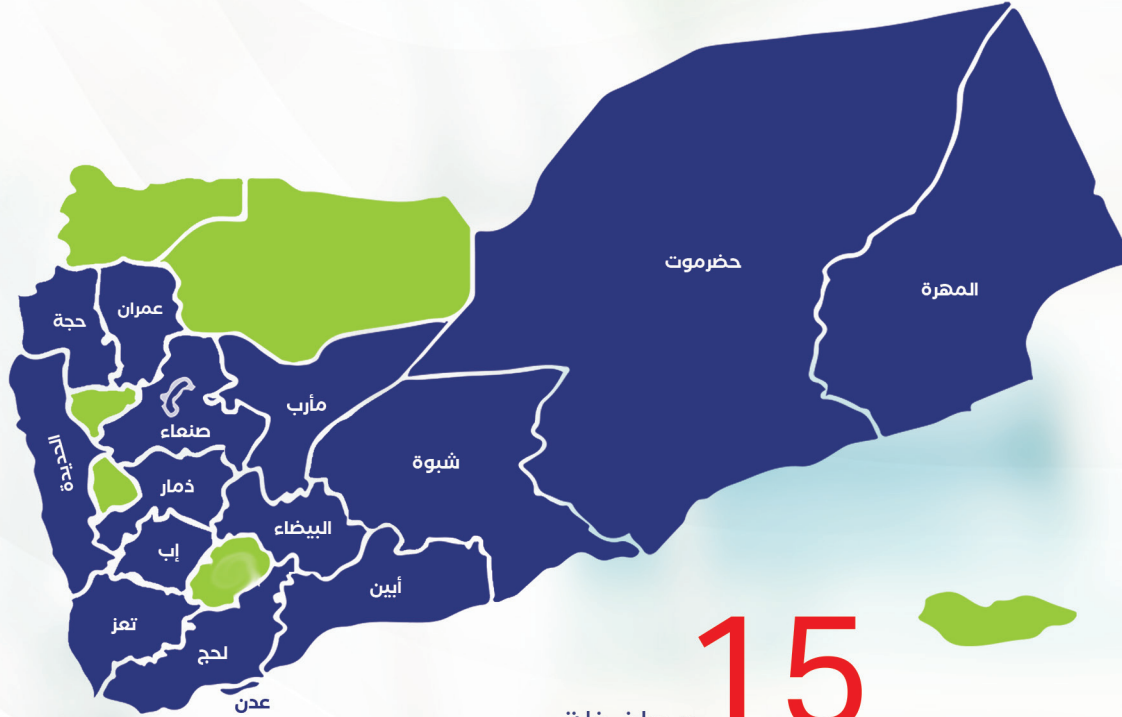 حضرموت
المهرة
عمران
حجة
مأرب
صنعاء
الحديدة
شبوة
ذمار
البيضاء
إب
أبين
تعز
لحج
عدن
15